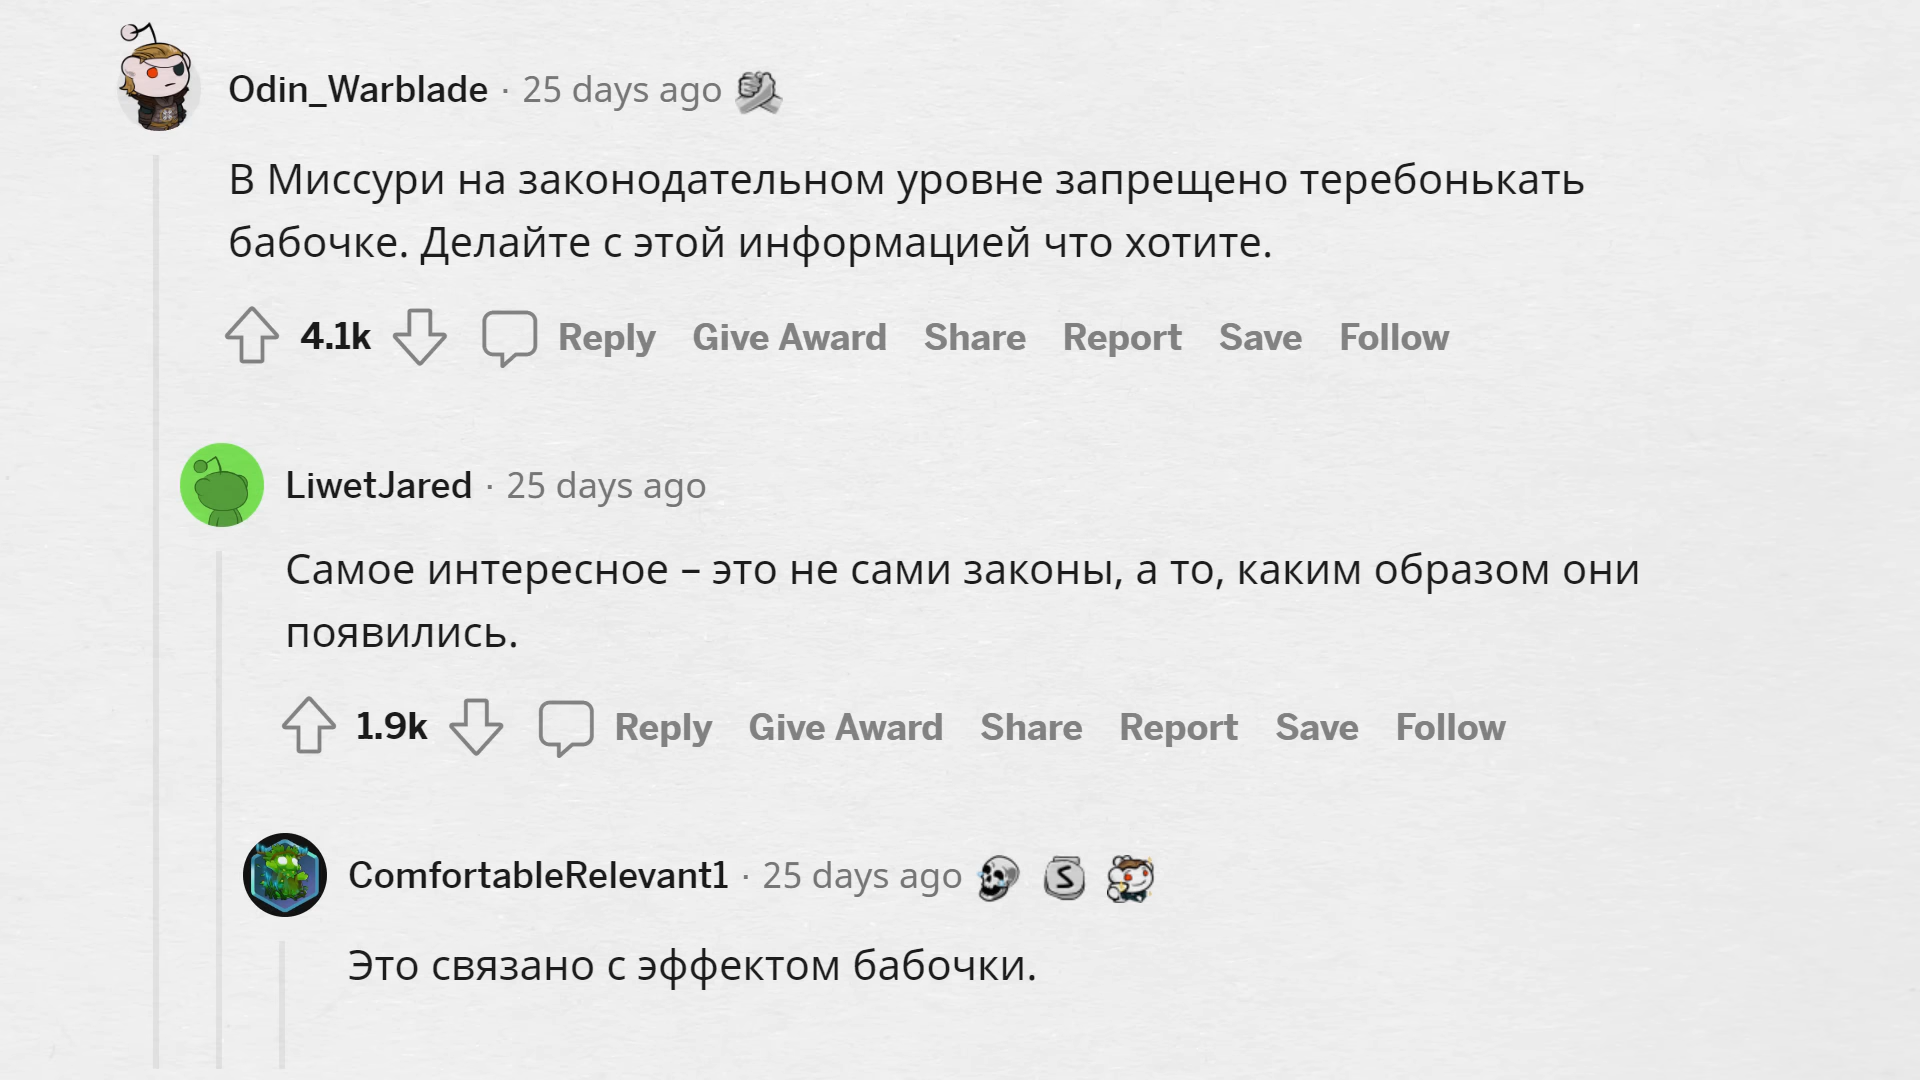 Odin_Warblade · 25 days ago
В Миссури на законодательном уровне запрещено теребонькать
бабочке. Делайте с этой информацией что хотите.
4.1k Reply Give Award Share Report Save Follow
LiwetJared · 25 days ago
Самое интересное – это не сами законы, а то, каким образом они
появились.
1.9k Reply Give Award Share Report Save Follow
ComfortableRelevant1 · 25 days ago S
Это связано с эффектом бабочки.